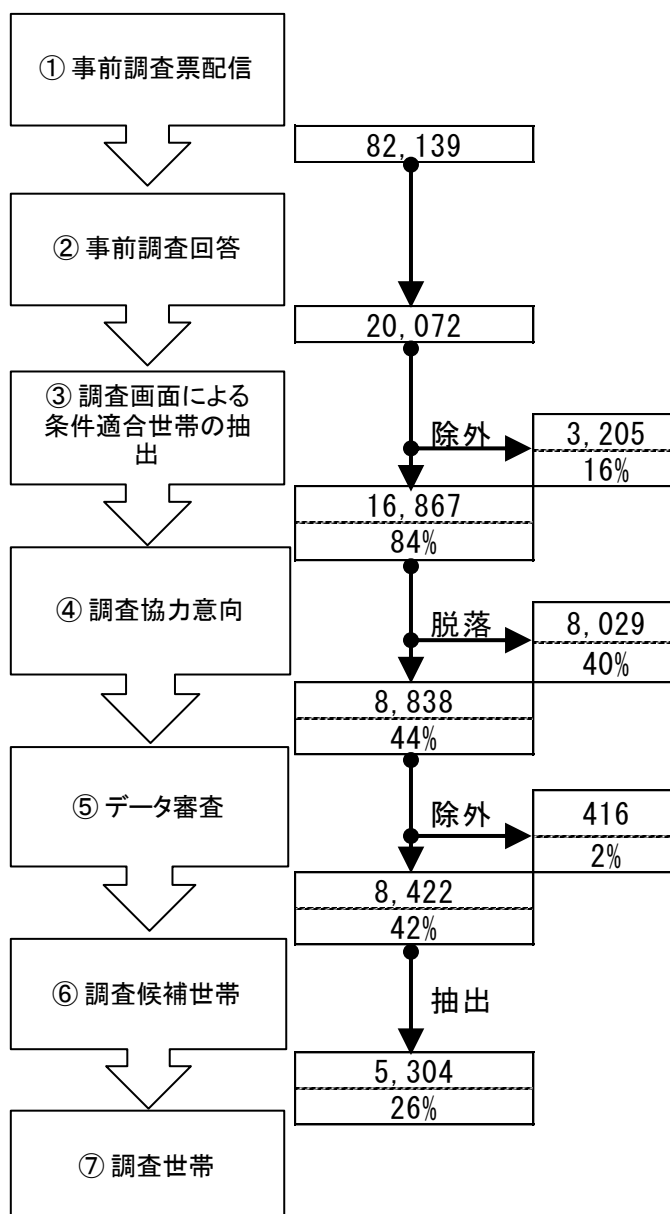 ① 事前調査票配信
82,139
② 事前調査回答
20,072
③ 調査画面による
条件適合世帯の抽
出
除外
3,205
16%
16,867
84%
④ 調査協力意向
脱落
8,029
40%
8,838
44%
⑤ データ審査
除外
416
2%
8,422
42%
⑥ 調査候補世帯
抽出
5,304
26%
⑦ 調査世帯